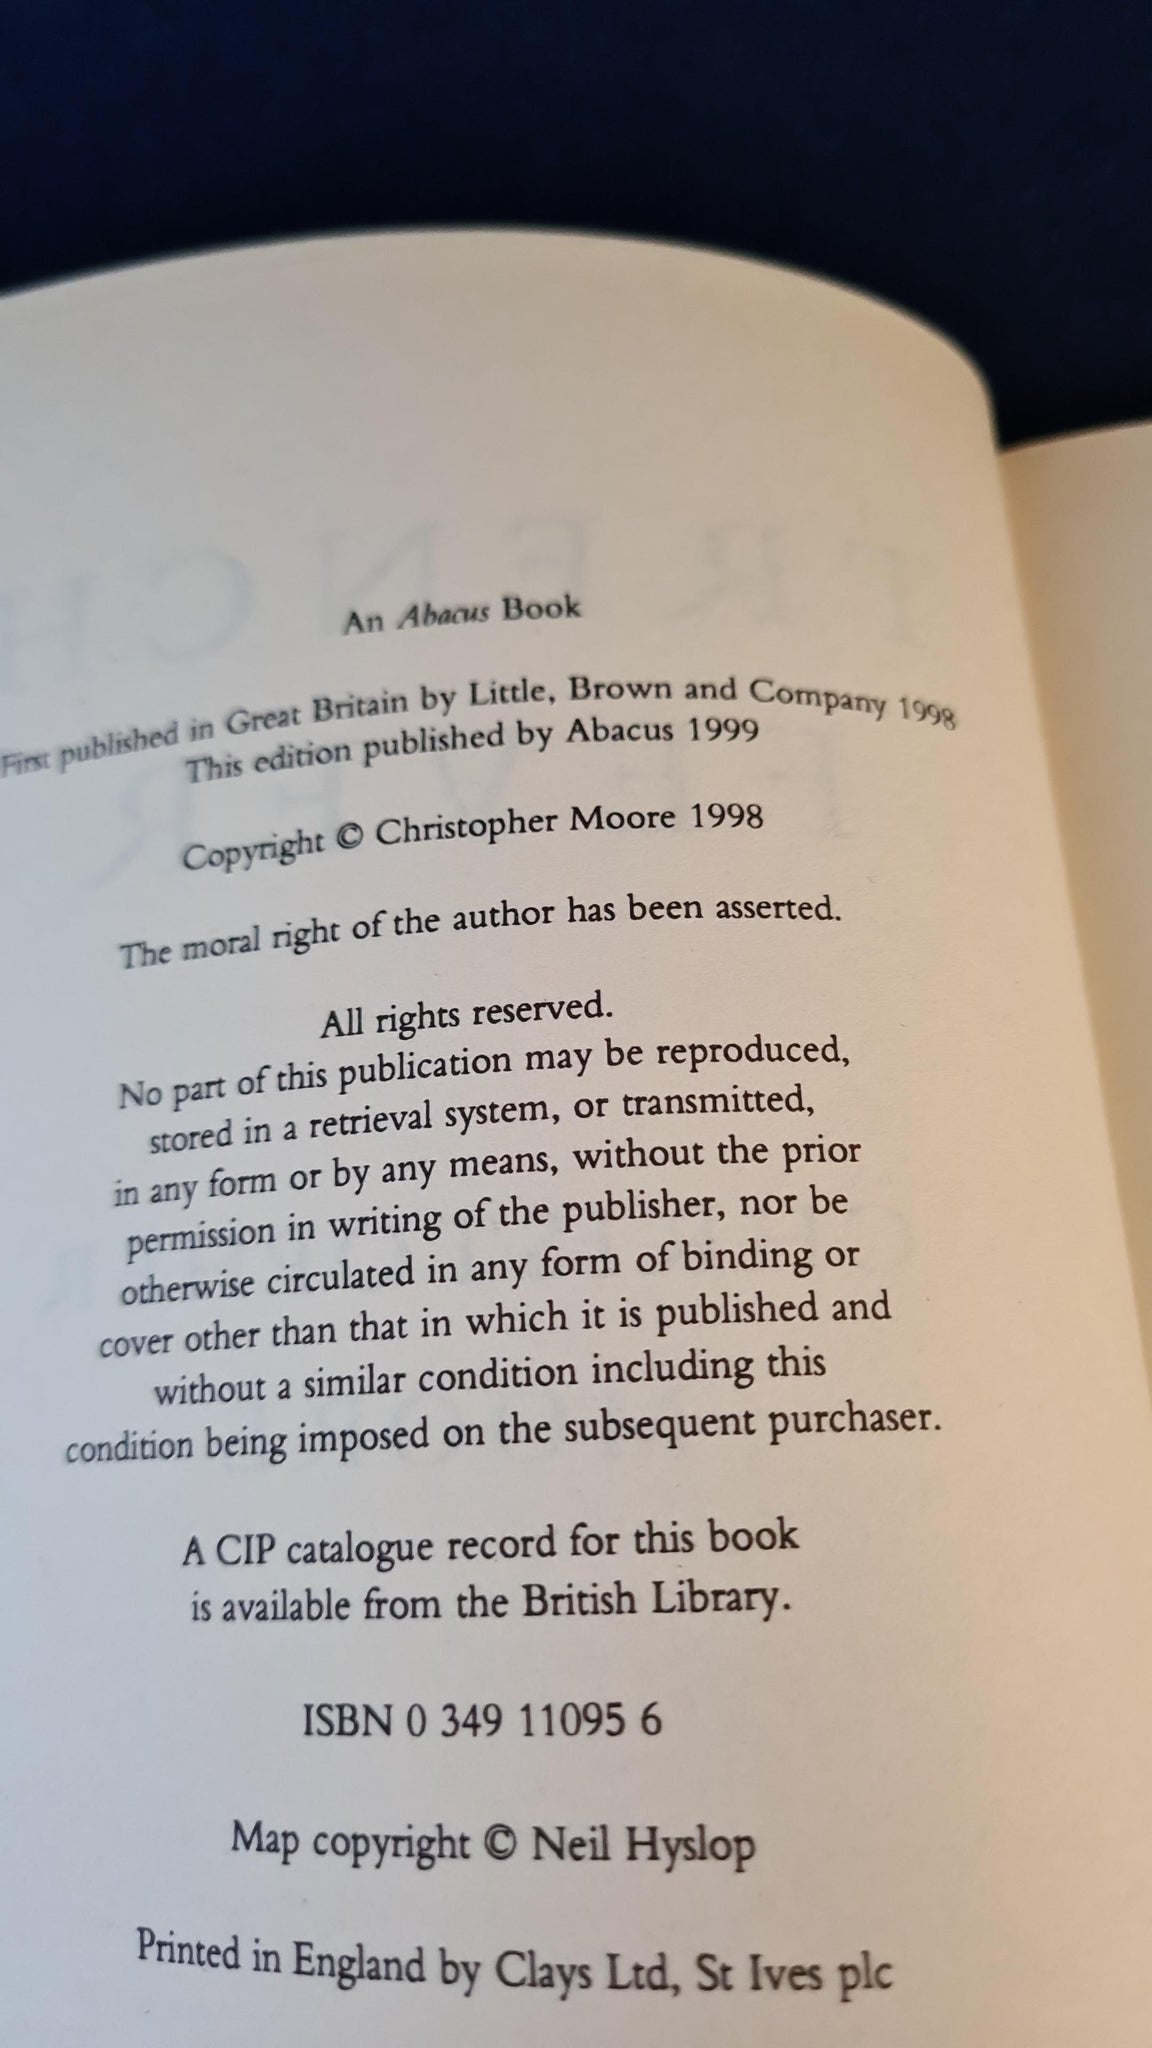 An Abacus Book
First published in Great Britain by Little, Brown and Company 1998
This edition published by Abacus 1999
Copyright © Christopher Moore 1998
The moral right of the author has been asserted.
All rights reserved.
No part of this publication may be reproduced,
stored in a retrieval system, or transmitted,
in any form or by any means, without the prior
permission in writing of the publisher, nor be
otherwise circulated in any form of binding or
cover other than that in which it is published and
without a similar condition including this
condition being imposed on the subsequent purchaser.
A CIP catalogue record for this book
is available from the British Library.
ISBN 0 349 11095 6
Map copyright © Neil Hyslop
Printed in England by Clays Ltd, St Ives plc